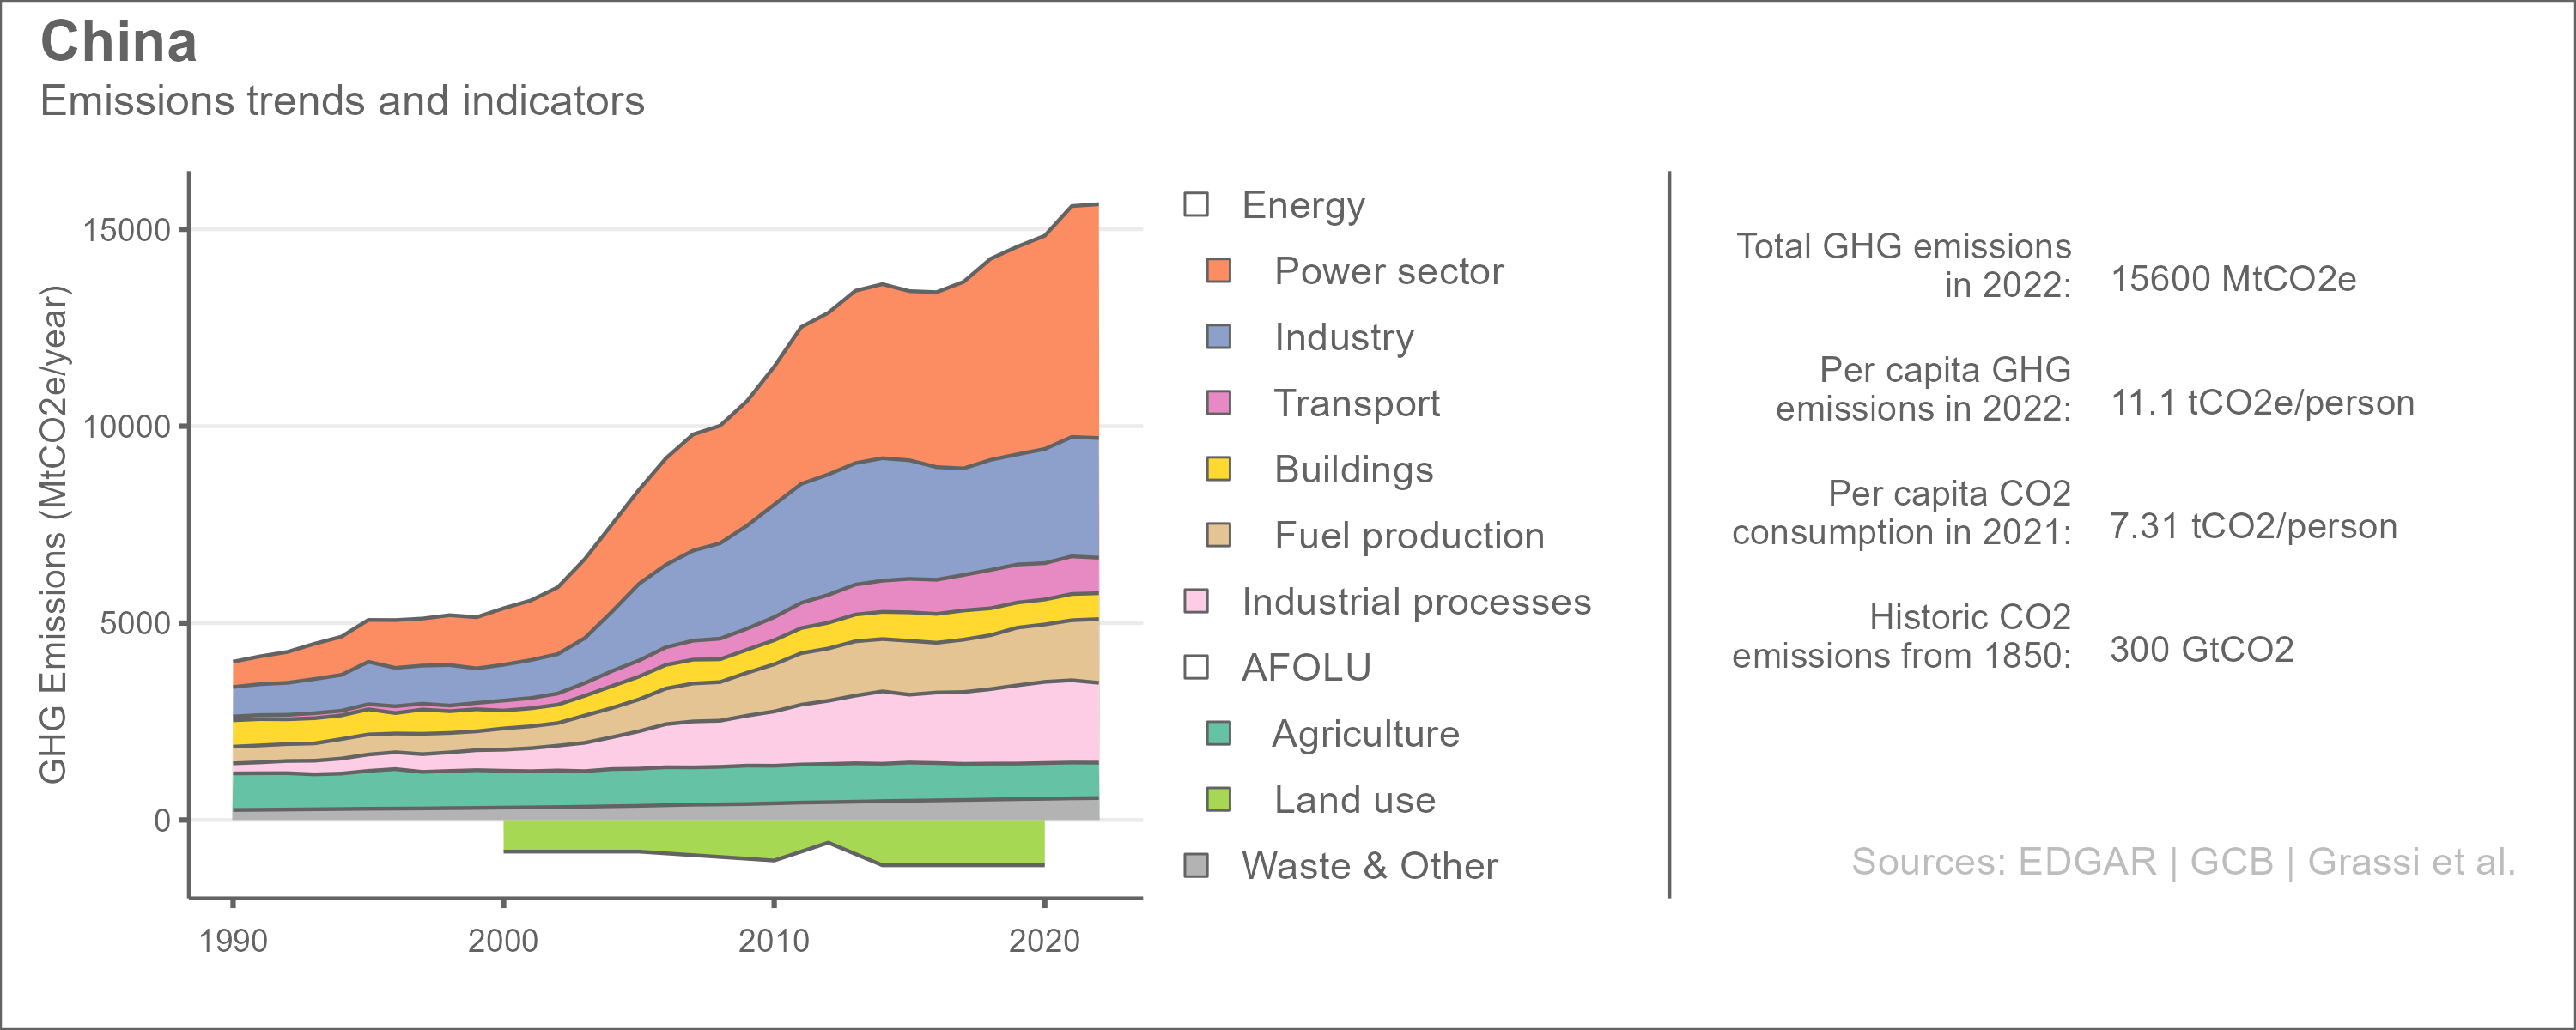 China
Emissions trends and indicators
GHG Emissions (MtCO2e/year)
15000
10000
5000
0
1990
2000
2010
2020
Energy
Power sector
Industry
Transport
Buildings
Fuel production
Industrial processes
AFOLU
Agriculture
Land use
Waste & Other
Total GHG emissions
in 2022:
15600 MtCO2e
Per capita GHG
emissions in 2022:
11.1 tCO2e/person
Per capita CO2
consumption in 2021:
7.31 tCO2/person
Historic CO2
emissions from 1850:
300 GtCO2
Sources: EDGAR | GCB | Grassi et al.